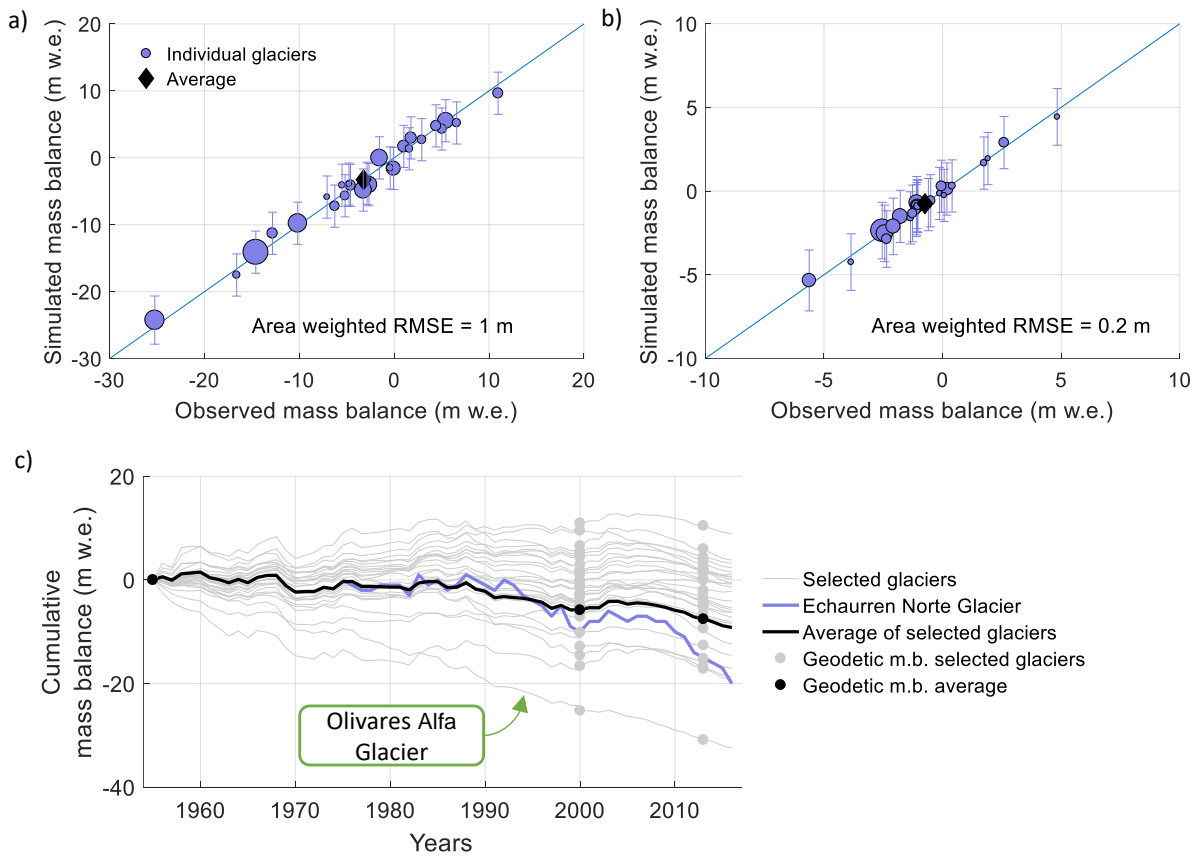 a)
Simulated mass balance (m w.e.)
20
10
0
-10
-20
-30
Individual glaciers
Average
Area weighted RMSE = 1 m
-30
-20
-10
0
10
20
Observed mass balance (m w.e.)
b)
Simulated mass balance (m w.e.)
10
5
0
-5
-10
Area weighted RMSE = 0.2 m
-10
-5
0
5
10
Observed mass balance (m w.e.)
c)
Cumulative
mass balance (m w.e.)
20
0
-20
-40
Olivares Alfa
Glacier
1960
1970
1980
1990
2000
2010
Years
Selected glaciers
Echaurren Norte Glacier
Average of selected glaciers
Geodetic m.b. selected glaciers
Geodetic m.b. average